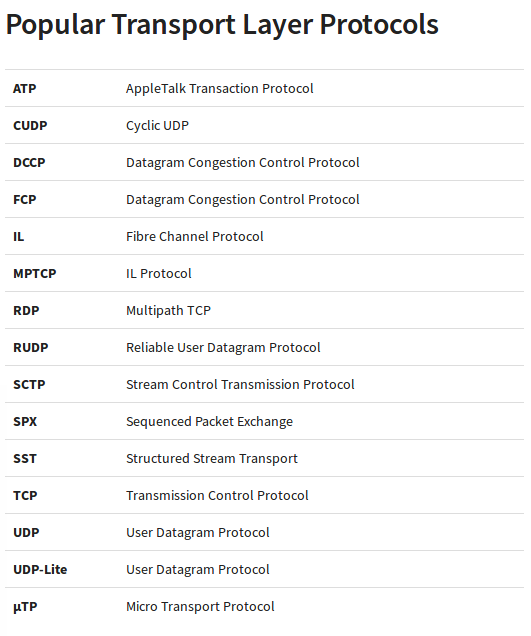 Popular Transport Layer Protocols
ATP AppleTalk Transaction Protocol
CUDP Cyclic UDP
DCCP Datagram Congestion Control Protocol
FCP Datagram Congestion Control Protocol
IL Fibre Channel Protocol
MPTCP IL Protocol
RDP Multipath TCP
RUDP Reliable User Datagram Protocol
SCTP Stream Control Transmission Protocol
SPX Sequenced Packet Exchange
SST Structured Stream Transport
TCP Transmission Control Protocol
UDP User Datagram Protocol
UDP-Lite User Datagram Protocol
µTP Micro Transport Protocol